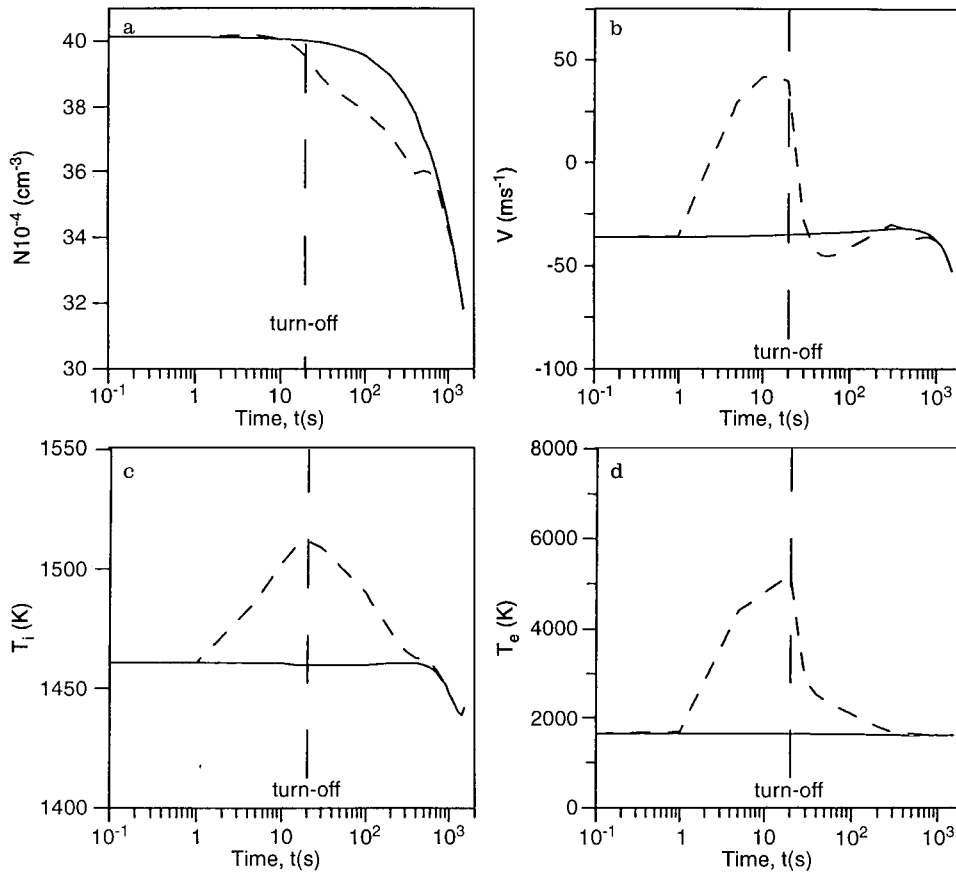 a
N10⁻⁴ (cm⁻³)
40
38
36
34
32
30
turn-off
10⁻¹ 1 10 10² 10³
Time, t(s)
b
V (ms⁻¹)
50
0
-50
-100
turn-off
10⁻¹ 1 10 10² 10³
Time, t(s)
c
Tᵢ (K)
1550
1500
1450
1400
turn-off
10⁻¹ 1 10 10² 10³
Time, t(s)
d
Tₑ (K)
8000
6000
4000
2000
0
turn-off
10⁻¹ 1 10 10² 10³
Time, t(s)